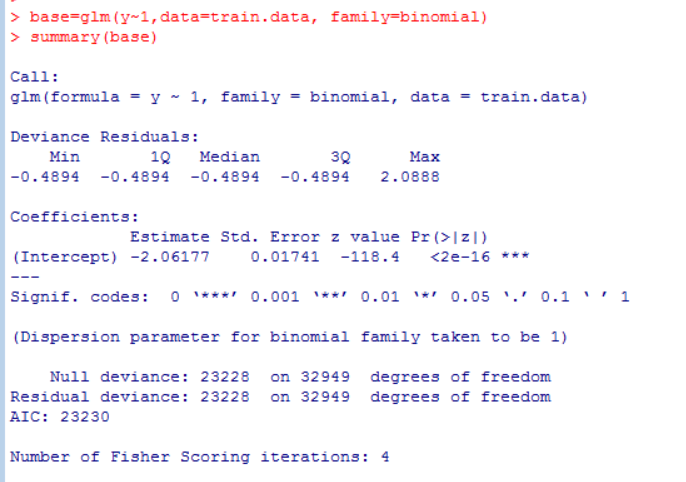 > base=glm(y~1,data=train.data, family=binomial)
> summary(base)
Call:
glm(formula = y ~ 1, family = binomial, data = train.data)
Deviance Residuals:
    Min       1Q   Median       3Q      Max
-0.4894  -0.4894  -0.4894  -0.4894   2.0888
Coefficients:
            Estimate Std. Error z value Pr(>|z|)
(Intercept) -2.06177    0.01741  -118.4   <2e-16 ***
---
Signif. codes:  0 ‘***’ 0.001 ‘**’ 0.01 ‘*’ 0.05 ‘.’ 0.1 ‘ ’ 1
(Dispersion parameter for binomial family taken to be 1)
    Null deviance: 23228  on 32949  degrees of freedom
Residual deviance: 23228  on 32949  degrees of freedom
AIC: 23230
Number of Fisher Scoring iterations: 4